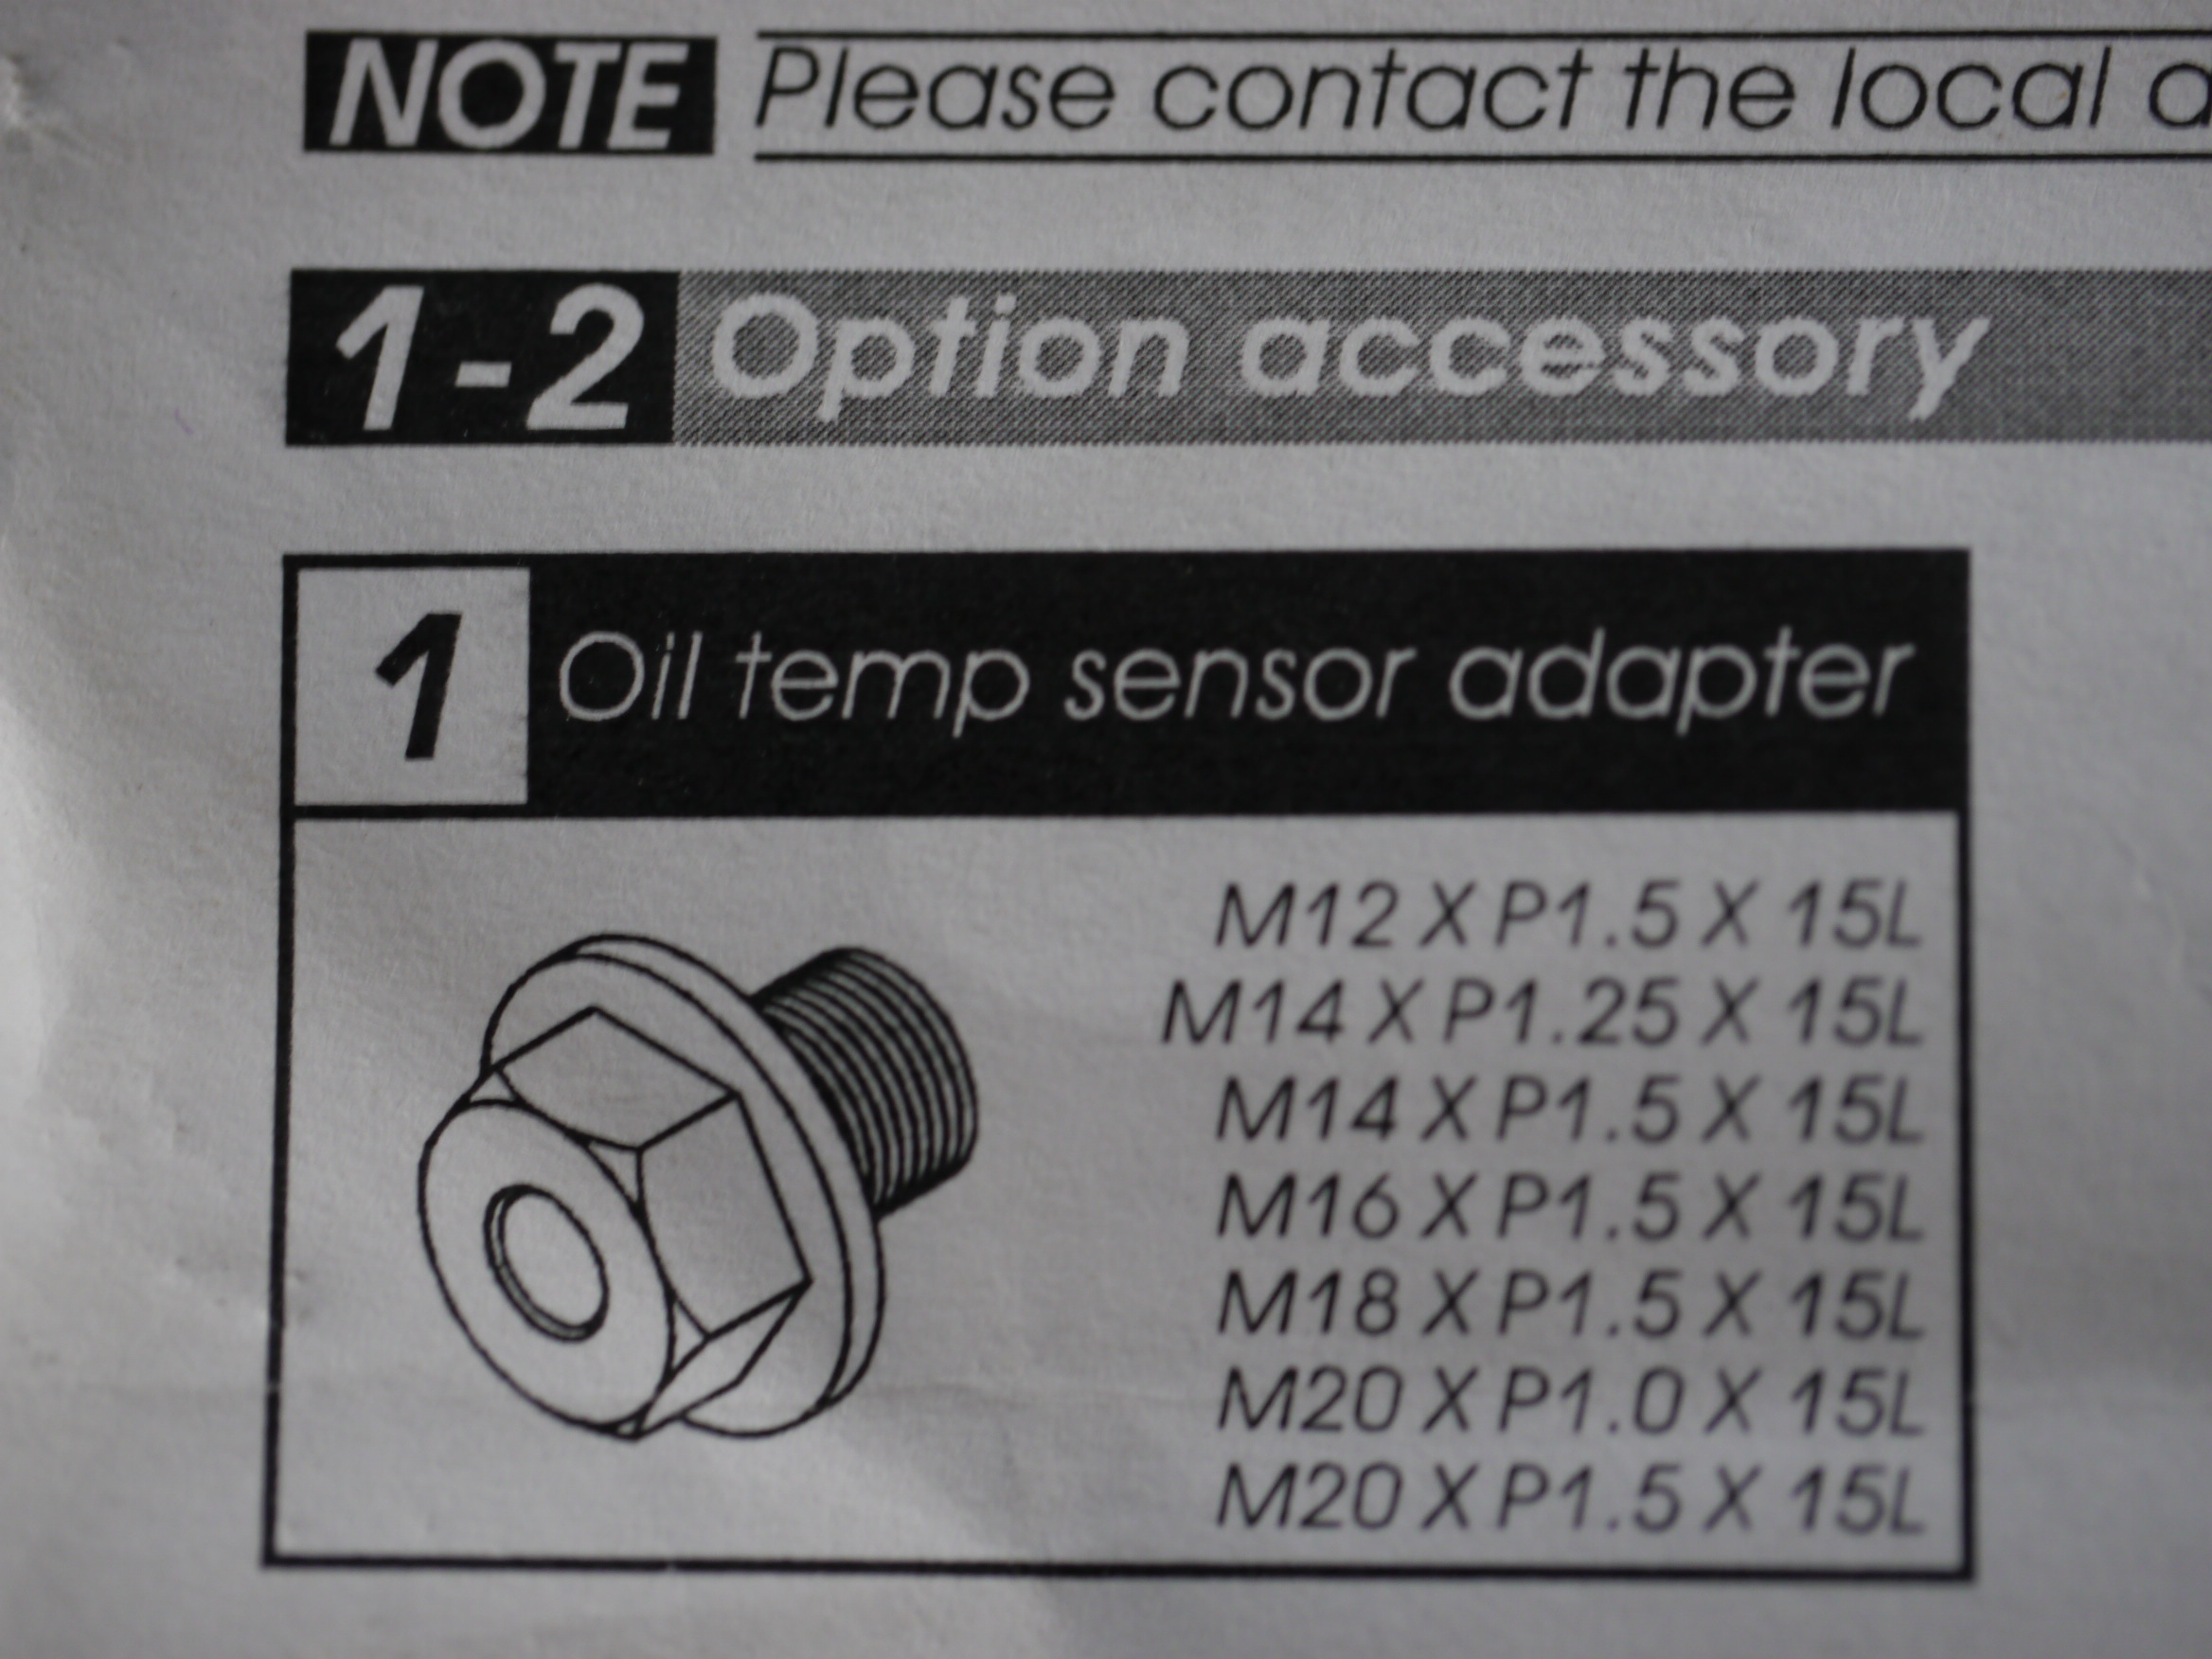 NOTE Please contact the local
1-2 Option accessory
1 Oil temp sensor adapter
M12 X P1.5 X 15L
M14 X P1.25 X 15L
M14 X P1.5 X 15L
M16 X P1.5 X 15L
M18 X P1.5 X 15L
M20 X P1.0 X 15L
M20 X P1.5 X 15L